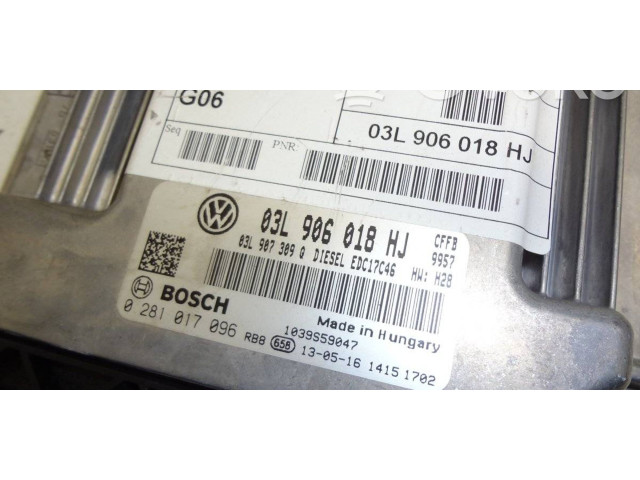 G06
Seq
PNR:
03L 906 018 HJ
03L 906 018 HJ
CFFB
03L 907 309 Q DIESEL EDC17C46
9957
HW: H28
BOSCH
0 281 017 096
Made in Hungary
1039S59047
RB8 658 13-05-16 1415 1702